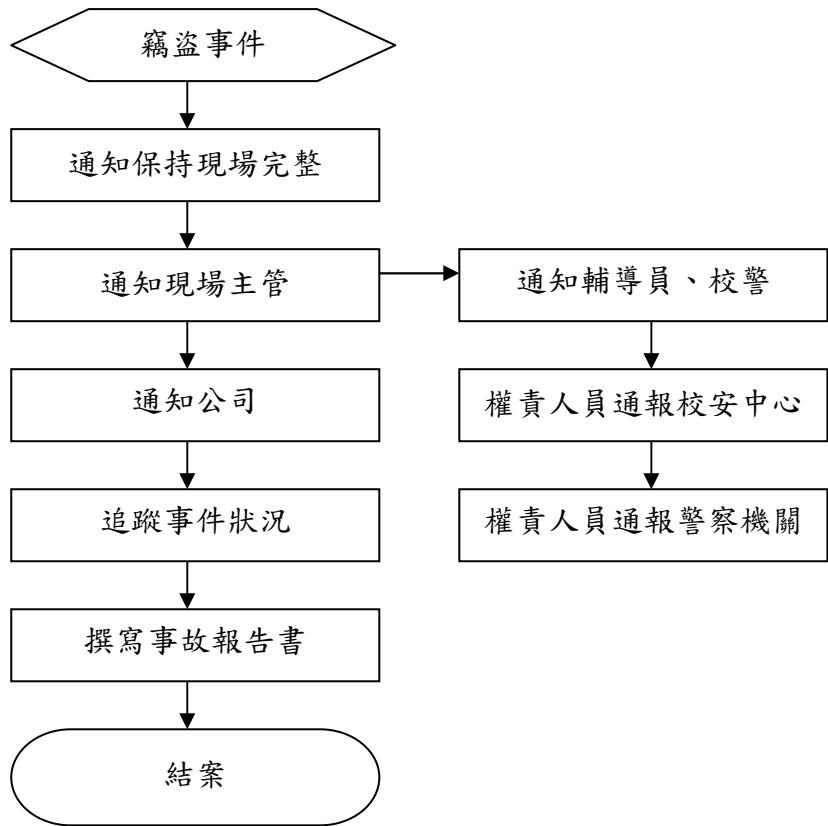 竊盜事件
通知保持現場完整
通知現場主管
通知輔導員、校警
通知公司
權責人員通報校安中心
追蹤事件狀況
權責人員通報警察機關
撰寫事故報告書
結案